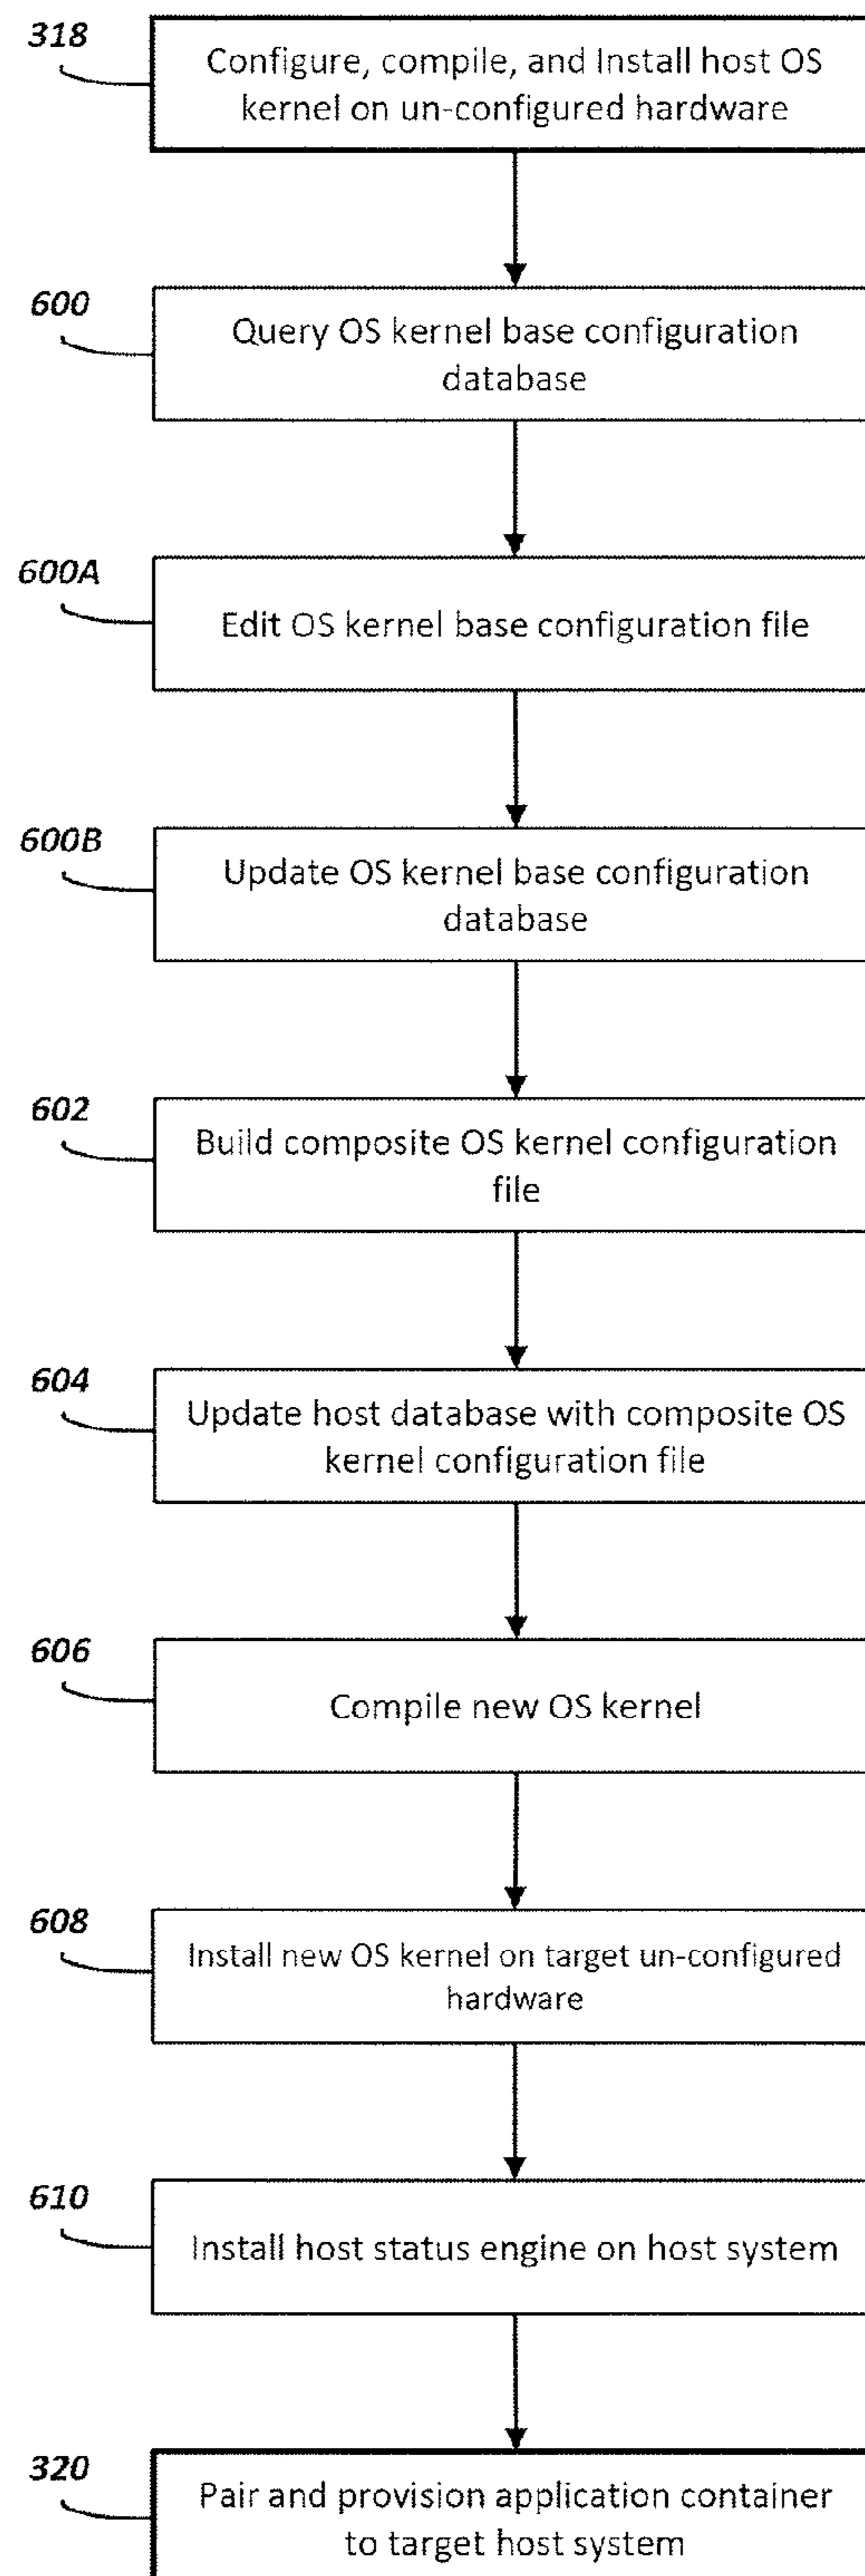 318
Configure, compile, and Install host OS
kernel on un-configured hardware
600
Query OS kernel base configuration
database
600A
Edit OS kernel base configuration file
600B
Update OS kernel base configuration
database
602
Build composite OS kernel configuration
file
604
Update host database with composite OS
kernel configuration file
606
Compile new OS kernel
608
Install new OS kernel on target un-configured
hardware
610
Install host status engine on host system
320
Pair and provision application container
to target host system